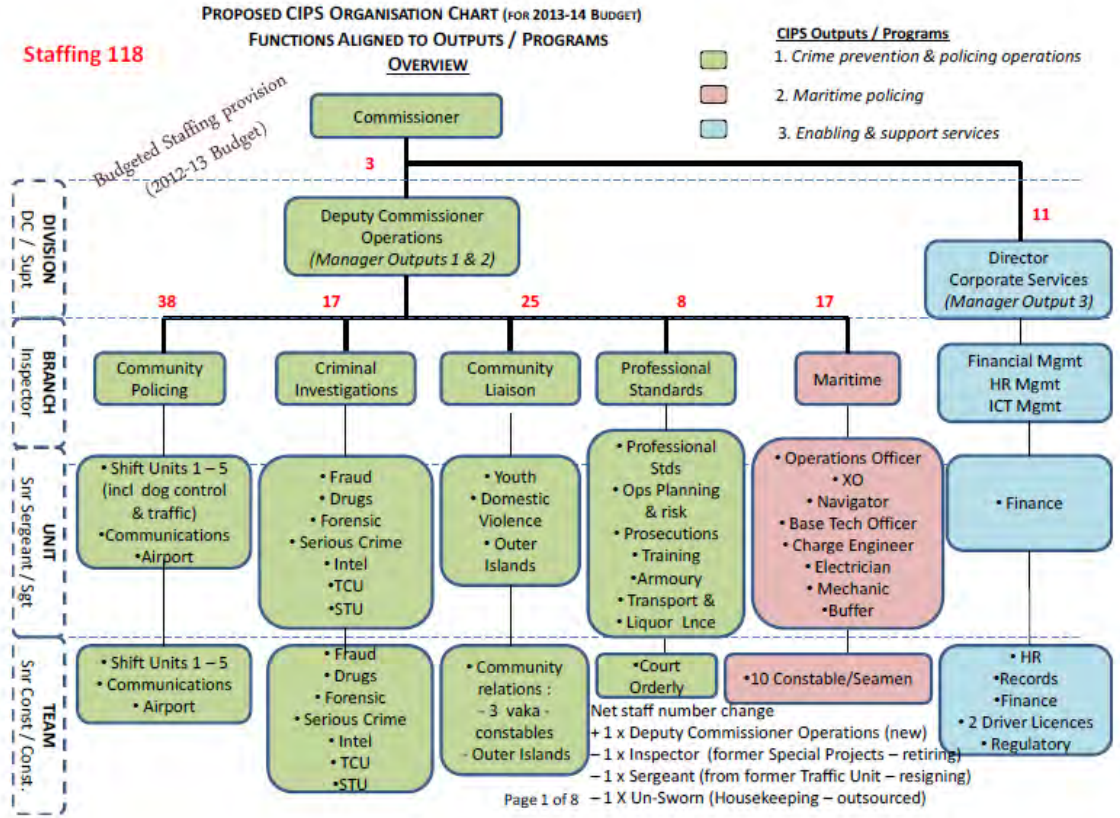 PROPOSED CIPS ORGANISATION CHART (FOR 2013-14 BUDGET)
FUNCTIONS ALIGNED TO OUTPUTS / PROGRAMS
OVERVIEW
Staffing 118
CIPS Outputs / Programs
1. Crime prevention & policing operations
2. Maritime policing
3. Enabling & support services
Budgeted Staffing provision
(2012-13 Budget)
Commissioner
3
11
DIVISION
DC / Supt
Deputy Commissioner
Operations
(Manager Outputs 1 & 2)
Director
Corporate Services
(Manager Output 3)
38
17
25
8
17
BRANCH
Inspector
Community
Policing
Criminal
Investigations
Community
Liaison
Professional
Standards
Maritime
Financial Mgmt
HR Mgmt
ICT Mgmt
UNIT
Snr Sergeant / Sgt
• Shift Units 1 – 5
(incl dog control
& traffic)
•Communications
•Airport
• Fraud
• Drugs
• Forensic
• Serious Crime
• Intel
• TCU
• STU
• Youth
• Domestic
Violence
• Outer
Islands
• Professional
Stds
• Ops Planning
& risk
• Prosecutions
• Training
• Armoury
• Transport &
• Liquor Lnce
• Operations Officer
• XO
• Navigator
• Base Tech Officer
• Charge Engineer
• Electrician
• Mechanic
•Buffer
• Finance
TEAM
Snr Const / Const.
• Shift Units 1 – 5
• Communications
• Airport
• Fraud
• Drugs
• Forensic
• Serious Crime
• Intel
• TCU
•STU
• Community
relations :
- 3 vaka -
constables
- Outer Islands
•Court
Orderly
•10 Constable/Seamen
• HR
• Records
•Finance
• 2 Driver Licences
• Regulatory
Net staff number change
+ 1 x Deputy Commissioner Operations (new)
– 1 x Inspector (former Special Projects – retiring)
– 1 x Sergeant (from former Traffic Unit – resigning)
– 1 X Un-Sworn (Housekeeping – outsourced)
Page 1 of 8